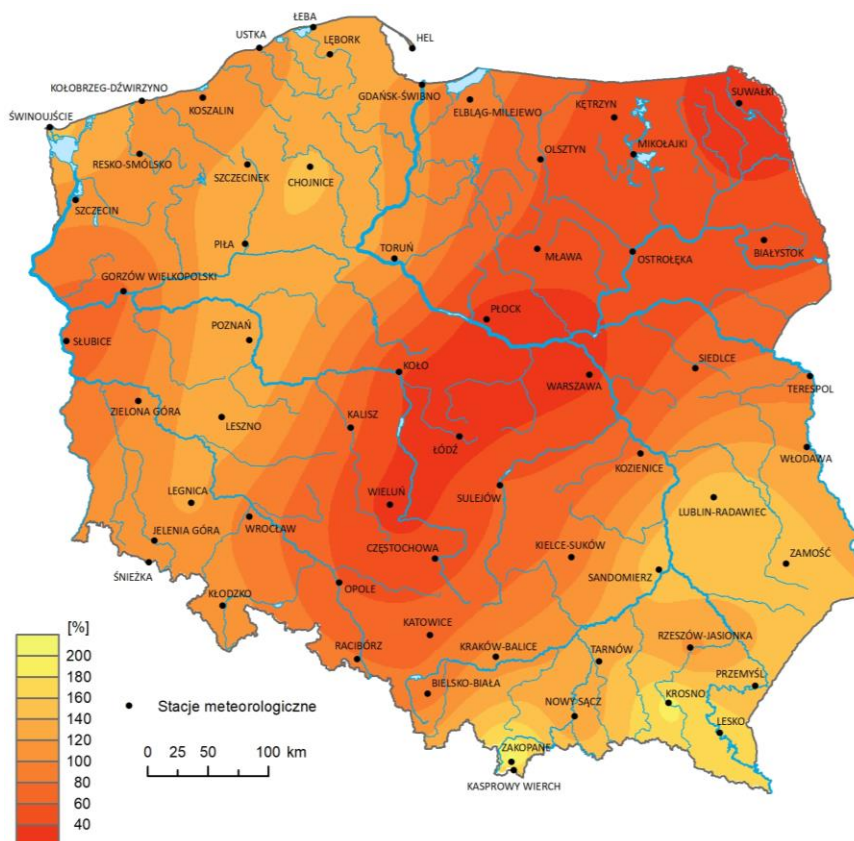 ŁEBA
USTKA
HEL
LĘBORK
KOŁOBRZEG-DŹWIRZYNO
GDAŃSK-ŚWIBNO
SUWAŁKI
KOSZALIN
ELBLĄG-MILEJEWO
KĘTRZYN
ŚWINOUJŚCIE
OLSZTYN
MIKOŁAJKI
RESKO-SMÓLSKO
SZCZECINEK
CHOJNICE
SZCZECIN
PIŁA
TORUŃ
MŁAWA
OSTROŁĘKA
BIAŁYSTOK
GORZÓW WIELKOPOLSKI
PŁOCK
POZNAŃ
SŁUBICE
KOŁO
SIEDLCE
WARSZAWA
TERESPOL
ZIELONA GÓRA
LESZNO
KALISZ
ŁÓDŹ
WŁODAWA
KOZIENICE
LEGNICA
WIELUŃ
SULEJÓW
LUBLIN-RADAWIEC
WROCŁAW
JELENIA GÓRA
CZĘSTOCHOWA
KIELCE-SUKÓW
ZAMOŚĆ
ŚNIEŻKA
SANDOMIERZ
KŁODZKO
OPOLE
KATOWICE
RZESZÓW-JASIONKA
RACIBÓRZ
KRAKÓW-BALICE
TARNÓW
PRZEMYŚL
BIELSKO-BIAŁA
KROSNO
NOWY SĄCZ
LESKO
ZAKOPANE
KASPROWY WIERCH
[%]
200
180
160
140
120
100
80
60
40
Stacje meteorologiczne
0 25 50 100 km